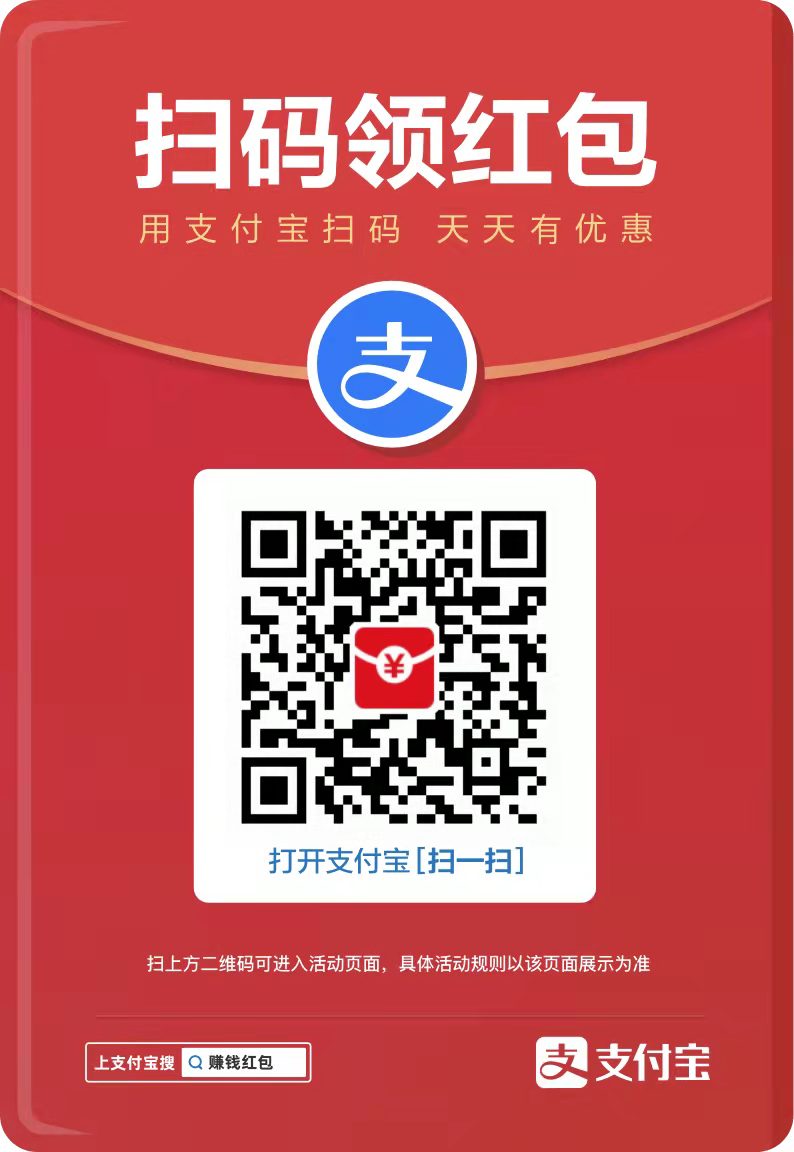 扫码领红包
用支付宝扫码 天天有优惠
支
¥
打开支付宝[扫一扫]
扫上方二维码可进入活动页面，具体活动规则以该页面展示为准
上支付宝搜 赚钱红包
支 支付宝